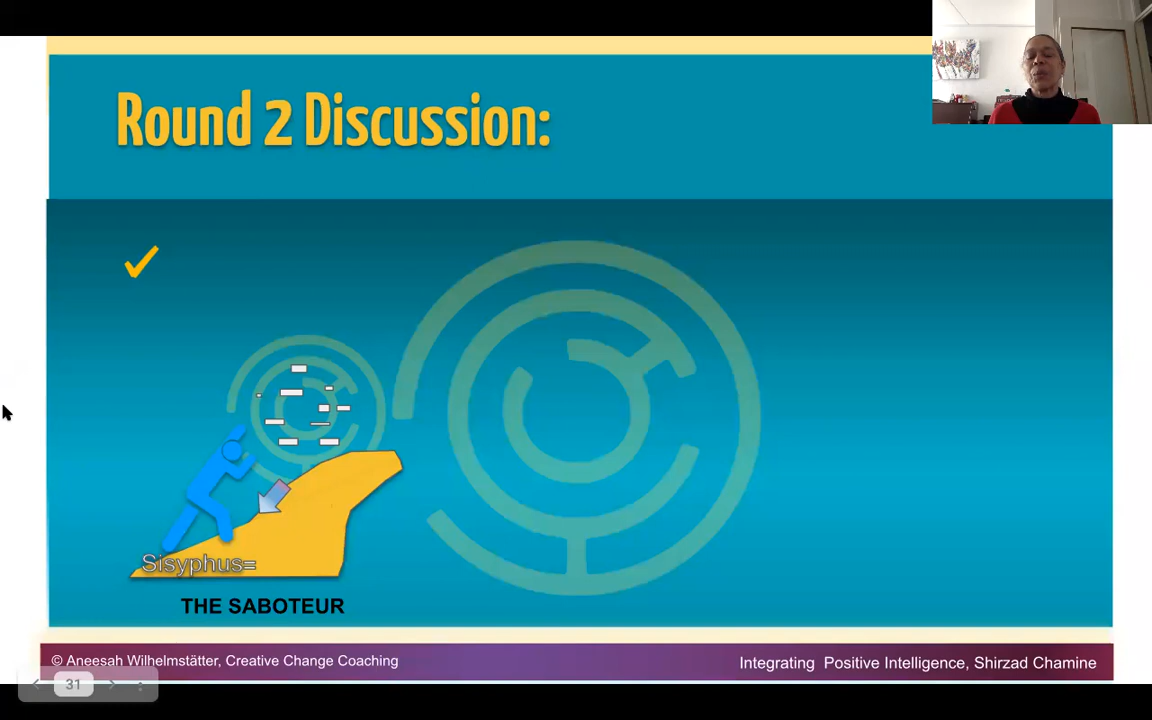 Round 2 Discussion:
Sisyphus=
THE SABOTEUR
© Aneesah Wilhelmstätter, Creative Change Coaching
Integrating Positive Intelligence, Shirzad Chamine
31